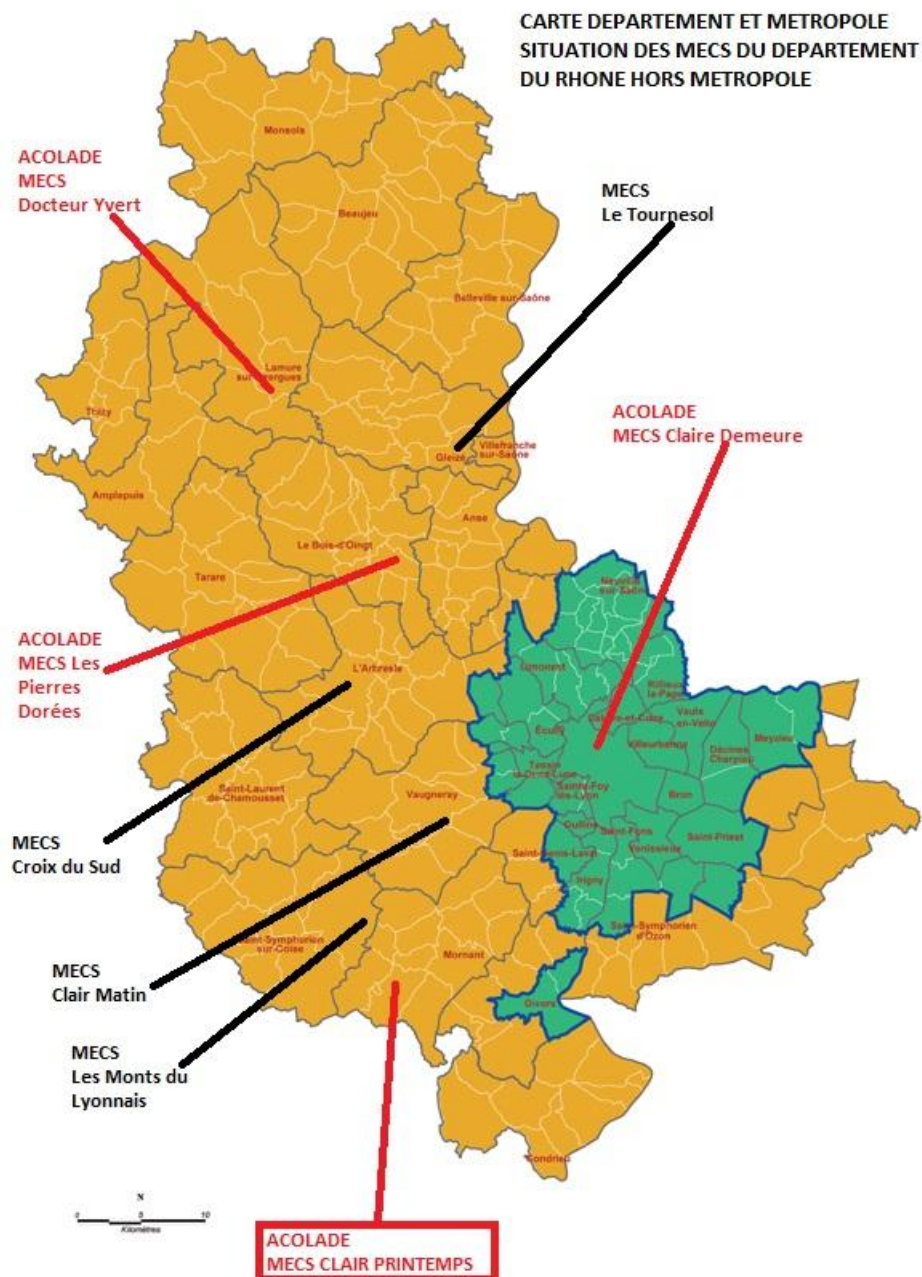 CARTE DEPARTEMENT ET METROPOLE
SITUATION DES MECS DU DEPARTEMENT
DU RHONE HORS METROPOLE
Monsols
ACOLADE
MECS
Docteur Yvert
MECS
Le Tournesol
Beaujeu
Belleville sur-Saône
Lamure
Thizy
ACOLADE
MECS Claire Demeure
Gleizé
Villefranche
sur-Saône
Amplepuis
Anse
Le Bois-d'Oingt
Tarare
Neuville
sur-Saône
ACOLADE
MECS Les
Pierres
Dorées
L'Arbresle
Limonest
Rillieux
la-Pape
Vaulx
en-Velin
Écully
Villeurbanne
Meyzieu
Décines
Charpieu
Tassin
la-Demi-Lune
Sainte-Foy
lès-Lyon
Bron
Saint-Laurent
de-Chamousset
Vaugneray
Oullins
Saint-Fons
Saint-Priest
Vénissieux
Saint-Genis-Laval
Irigny
MECS
Croix du Sud
Saint-Symphorien
sur-Coise
Mornant
Saint-Symphorien
d'Ozon
MECS
Clair Matin
Givors
MECS
Les Monts du
Lyonnais
Condrieu
N
0 5 10
Kilomètres
ACOLADE
MECS CLAIR PRINTEMPS